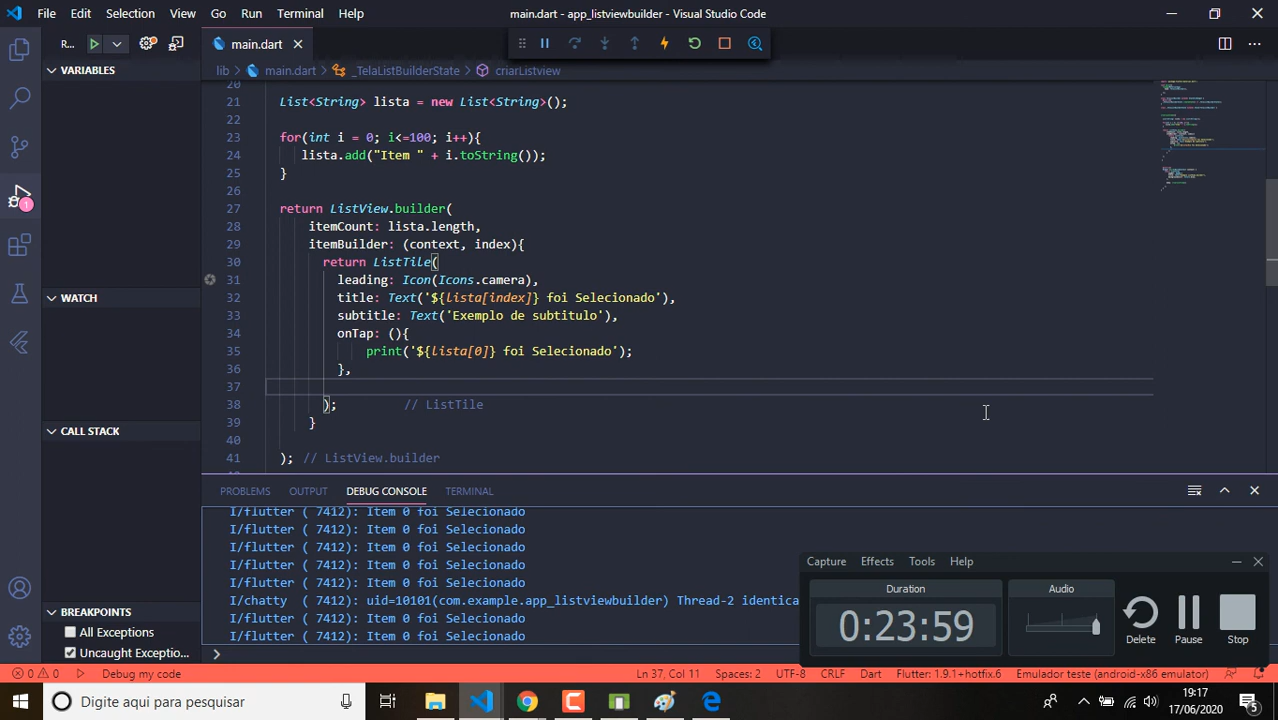 File Edit Selection View Go Run Terminal Help main.dart - app_listviewbuilder - Visual Studio Code
R... main.dart
VARIABLES
lib > main.dart > _TelaListBuilderState > criarListview
20
21 List<String> lista = new List<String>();
22
23 for(int i = 0; i<=100; i++){
24 lista.add("Item " + i.toString());
25 }
26
27 return ListView.builder(
28 itemCount: lista.length,
29 itemBuilder: (context, index){
30 return ListTile(
31 leading: Icon(Icons.camera),
32 title: Text('${lista[index]} foi Selecionado'),
33 subtitle: Text('Exemplo de subtitulo'),
34 onTap: (){
35 print('${lista[0]} foi Selecionado');
36 },
37
38 ); // ListTile
39 }
40
41 ); // ListView.builder
WATCH
CALL STACK
BREAKPOINTS
All Exceptions
Uncaught Exceptio...
1
PROBLEMS OUTPUT DEBUG CONSOLE TERMINAL
I/flutter ( 7412): Item 0 foi Selecionado
I/flutter ( 7412): Item 0 foi Selecionado
I/flutter ( 7412): Item 0 foi Selecionado
I/flutter ( 7412): Item 0 foi Selecionado
I/chatty ( 7412): uid=10101(com.example.app_listviewbuilder) Thread-2 identica
I/flutter ( 7412): Item 0 foi Selecionado
I/flutter ( 7412): Item 0 foi Selecionado
>
Capture Effects Tools Help
Duration Audio
0:23:59
Delete Pause Stop
0 0 Debug my code Ln 37, Col 11 Spaces: 2 UTF-8 CRLF Dart Flutter: 1.9.1+hotfix.6 Emulador teste (android-x86 emulator)
Digite aqui para pesquisar
19:17
17/06/2020
5